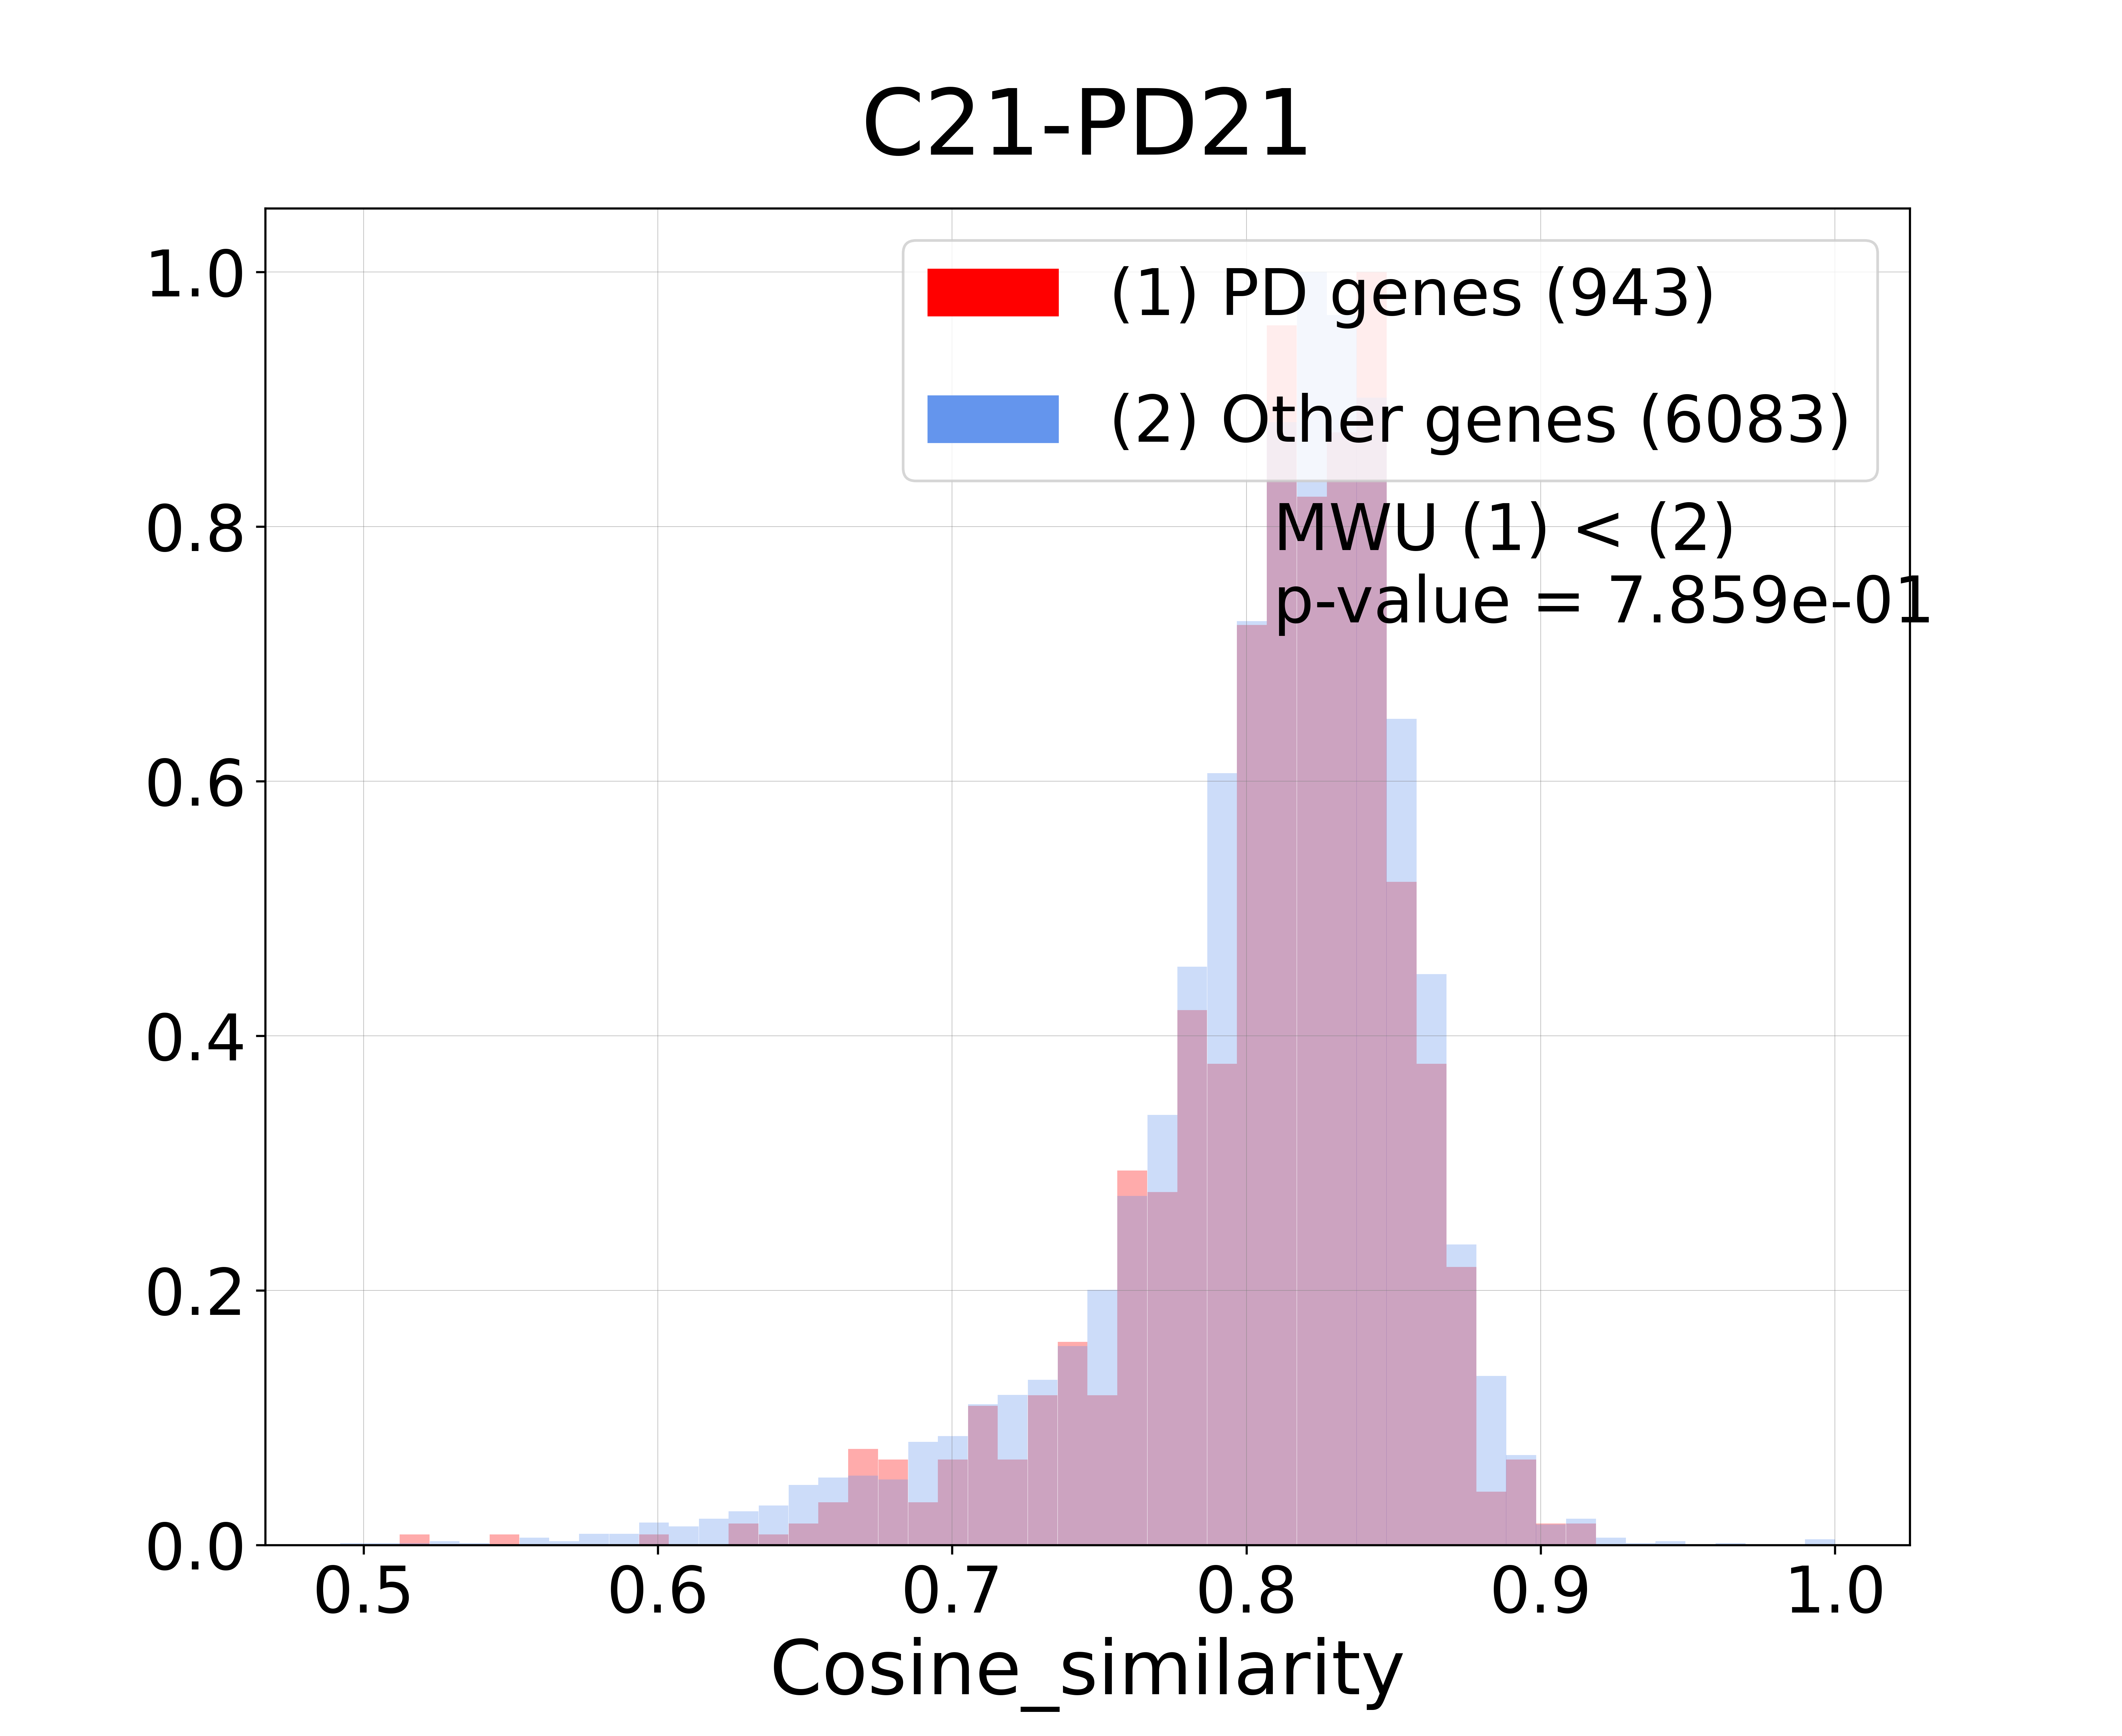 C21-PD21
1.0
0.8
0.6
0.4
0.2
0.0
(1) PD genes (943)
(2) Other genes (6083)
MWU (1) < (2)
p-value = 7.859e-01
0.5 0.6 0.7 0.8 0.9 1.0
Cosine_similarity